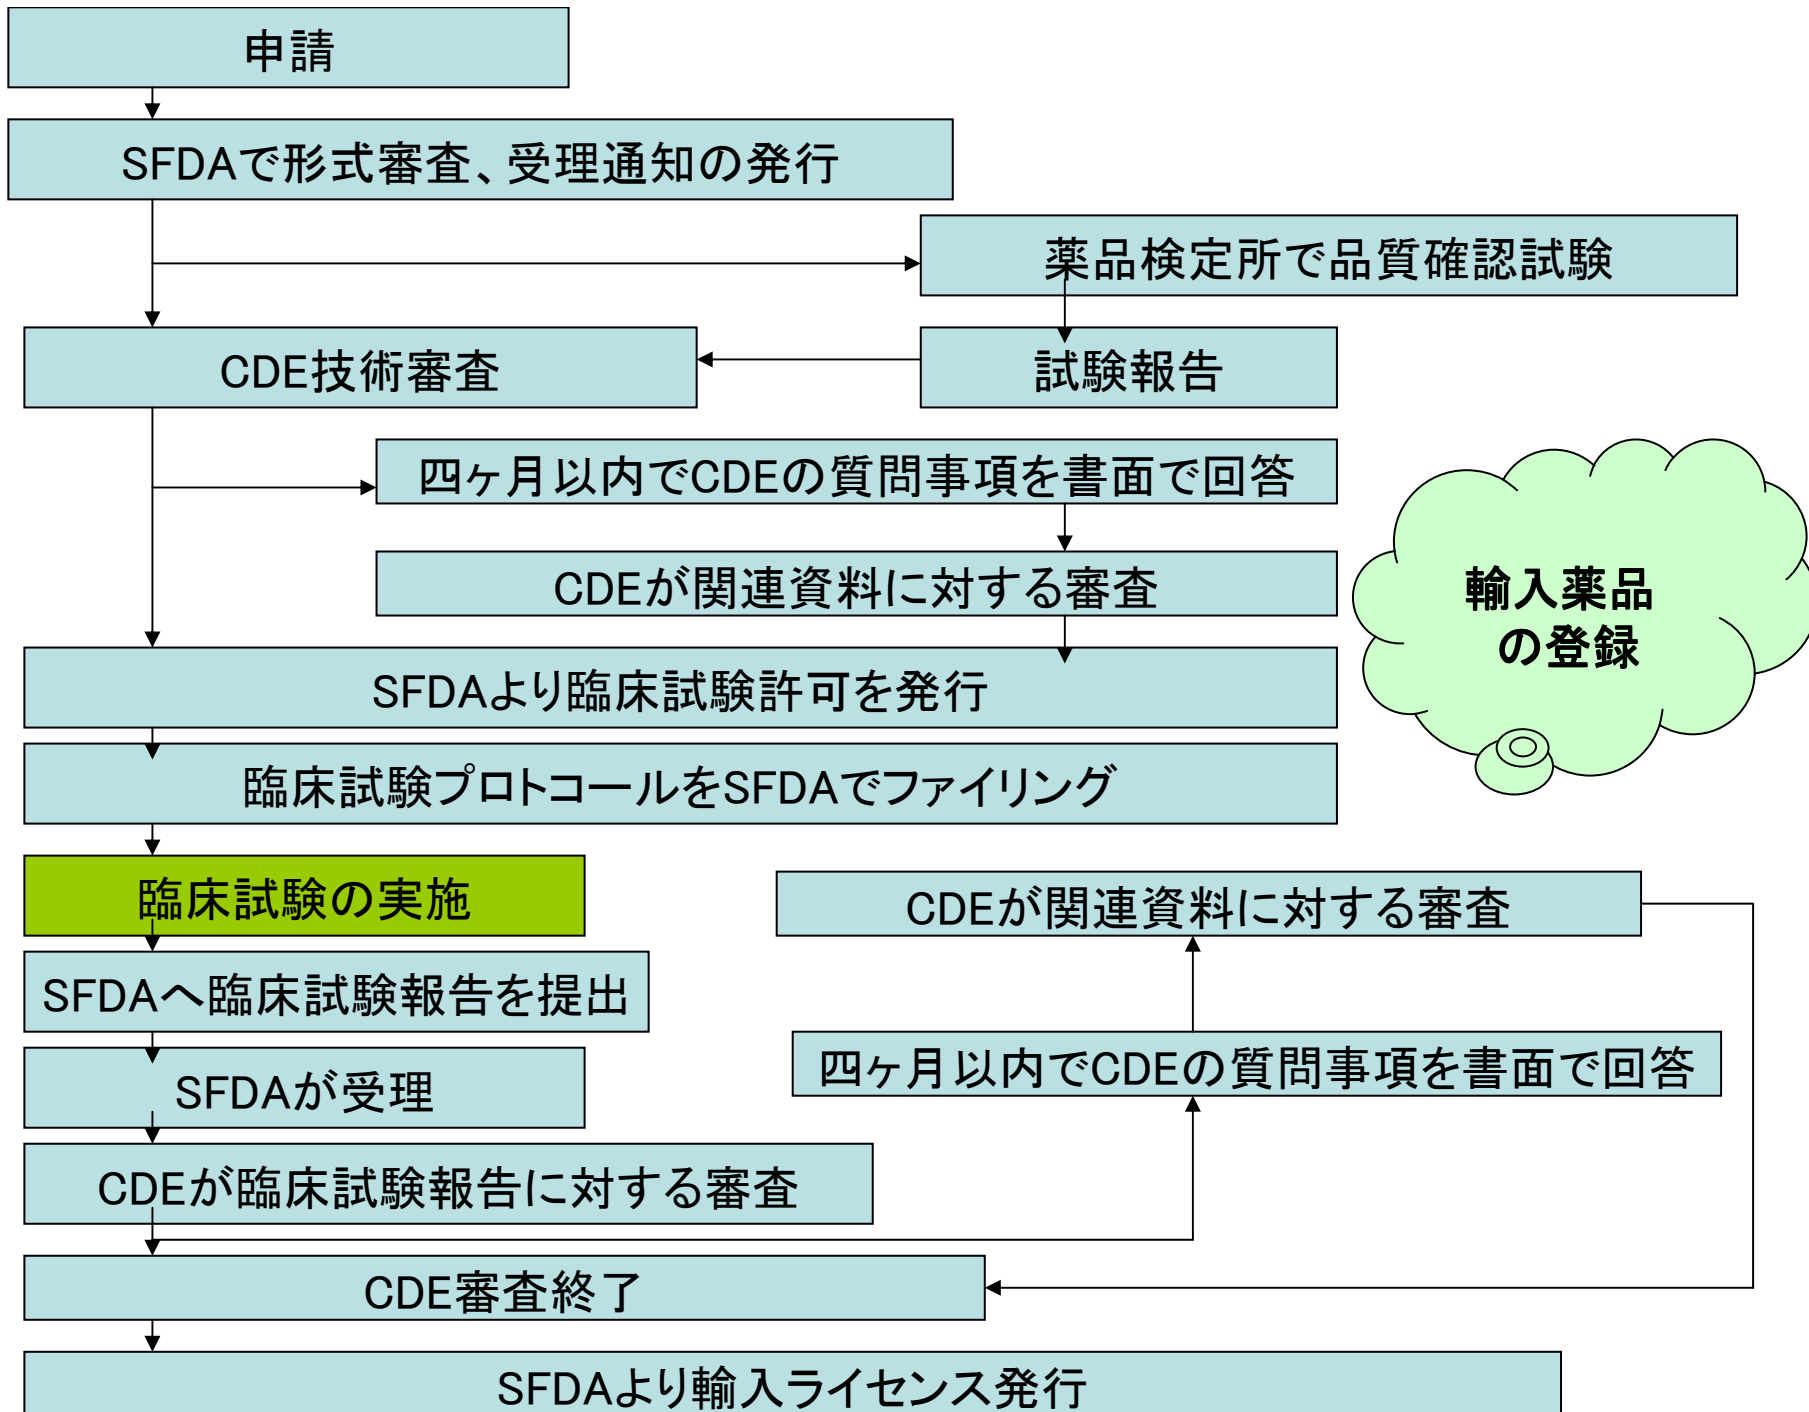 申請
SFDAで形式審査、受理通知の発行
薬品検定所で品質確認試験
CDE技術審査
試験報告
四ヶ月以内でCDEの質問事項を書面で回答
CDEが関連資料に対する審査
輸入薬品
の登録
SFDAより臨床試験許可を発行
臨床試験プロトコールをSFDAでファイリング
臨床試験の実施
CDEが関連資料に対する審査
SFDAへ臨床試験報告を提出
四ヶ月以内でCDEの質問事項を書面で回答
SFDAが受理
CDEが臨床試験報告に対する審査
CDE審査終了
SFDAより輸入ライセンス発行